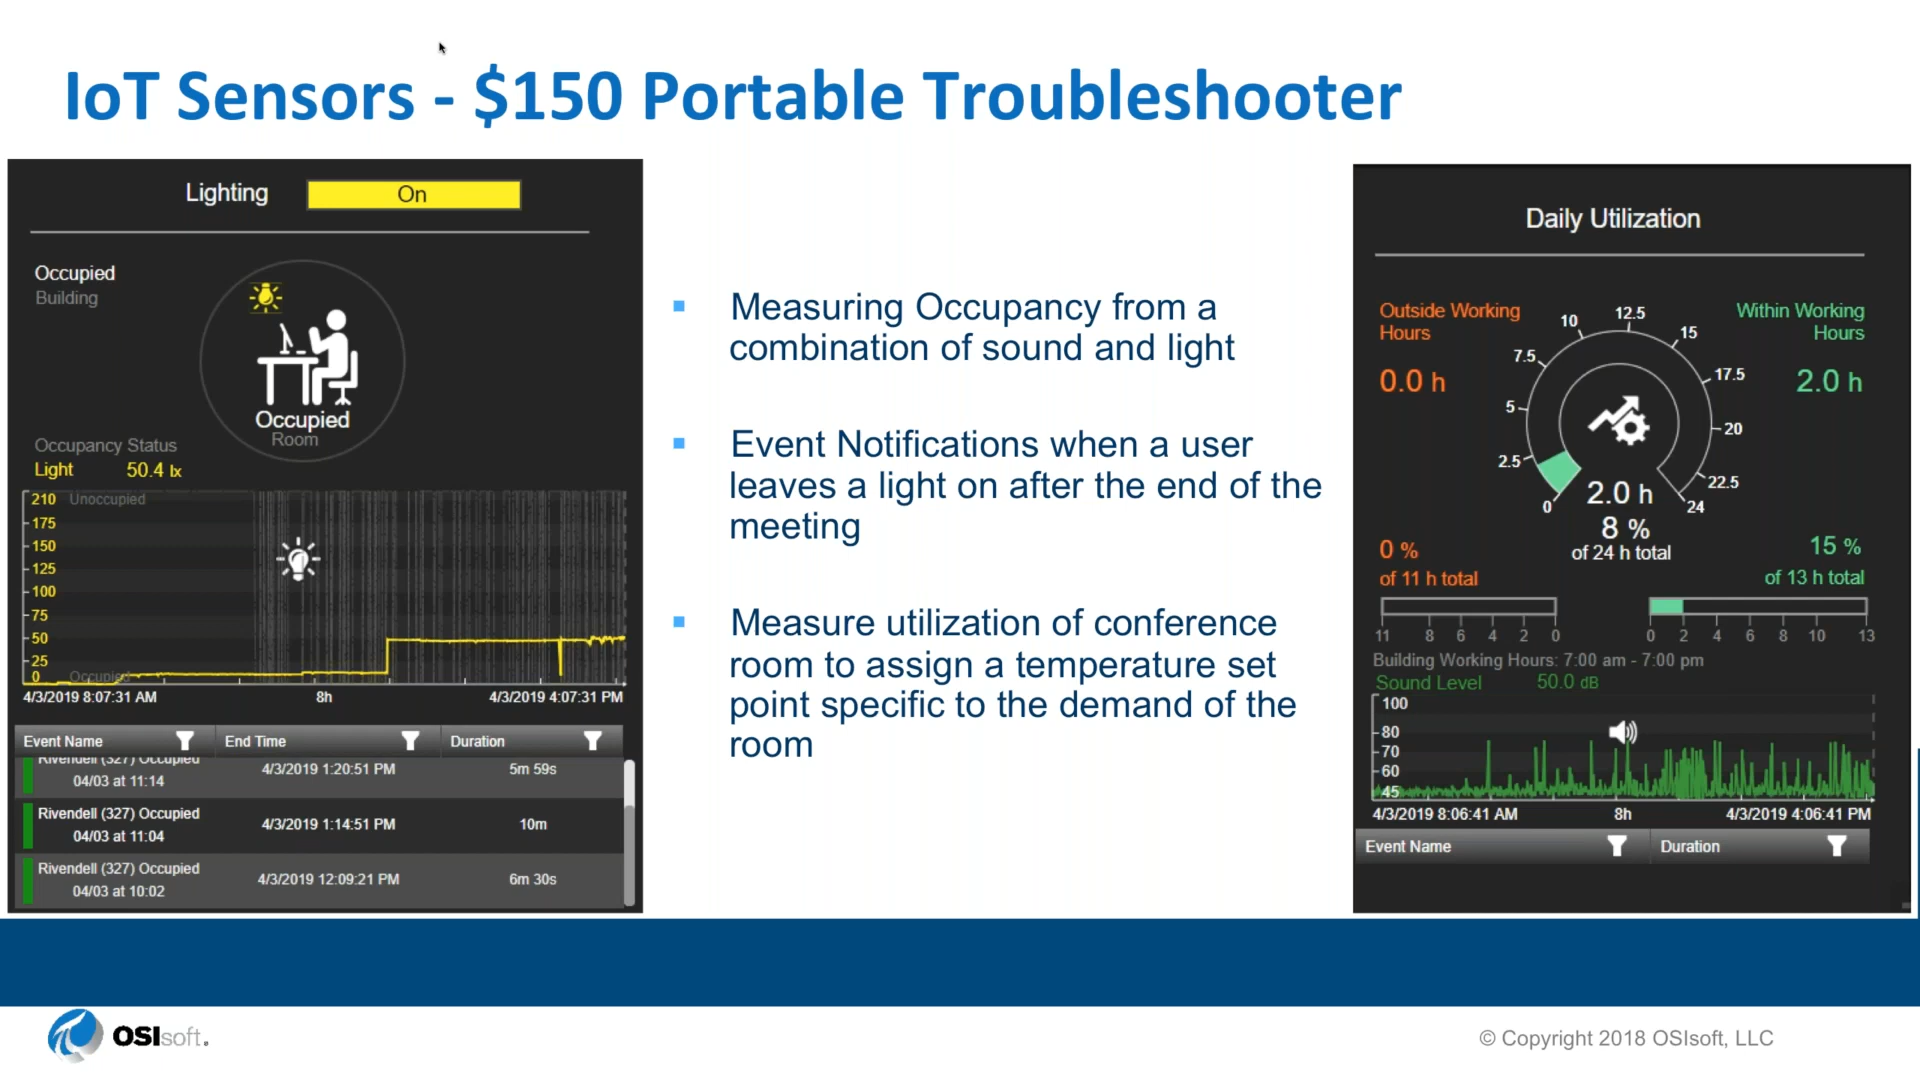 IoT Sensors - $150 Portable Troubleshooter
Lighting On
Occupied
Building
Occupied
Room
Occupancy Status
Light 50.4 lx
210 Unoccupied
175
150
125
100
75
50
25
0 Occupied
4/3/2019 8:07:31 AM 8h 4/3/2019 4:07:31 PM
Event Name End Time Duration
Rivendell (327) Occupied
04/03 at 11:14 4/3/2019 1:20:51 PM 5m 59s
Rivendell (327) Occupied
04/03 at 11:04 4/3/2019 1:14:51 PM 10m
Rivendell (327) Occupied
04/03 at 10:02 4/3/2019 12:09:21 PM 6m 30s
Measuring Occupancy from a
combination of sound and light
Event Notifications when a user
leaves a light on after the end of the
meeting
Measure utilization of conference
room to assign a temperature set
point specific to the demand of the
room
Daily Utilization
Outside Working
Hours
0.0 h
Within Working
Hours
2.0 h
0 2.5 5 7.5 10 12.5 15 17.5 20 22.5 24
2.0 h
8 %
of 24 h total
0 %
of 11 h total
15 %
of 13 h total
11 8 6 4 2 0
0 2 4 6 8 10 13
Building Working Hours: 7:00 am - 7:00 pm
Sound Level 50.0 dB
100
80
70
60
45
4/3/2019 8:06:41 AM 8h 4/3/2019 4:06:41 PM
Event Name Duration
OSIsoft.
© Copyright 2018 OSIsoft, LLC